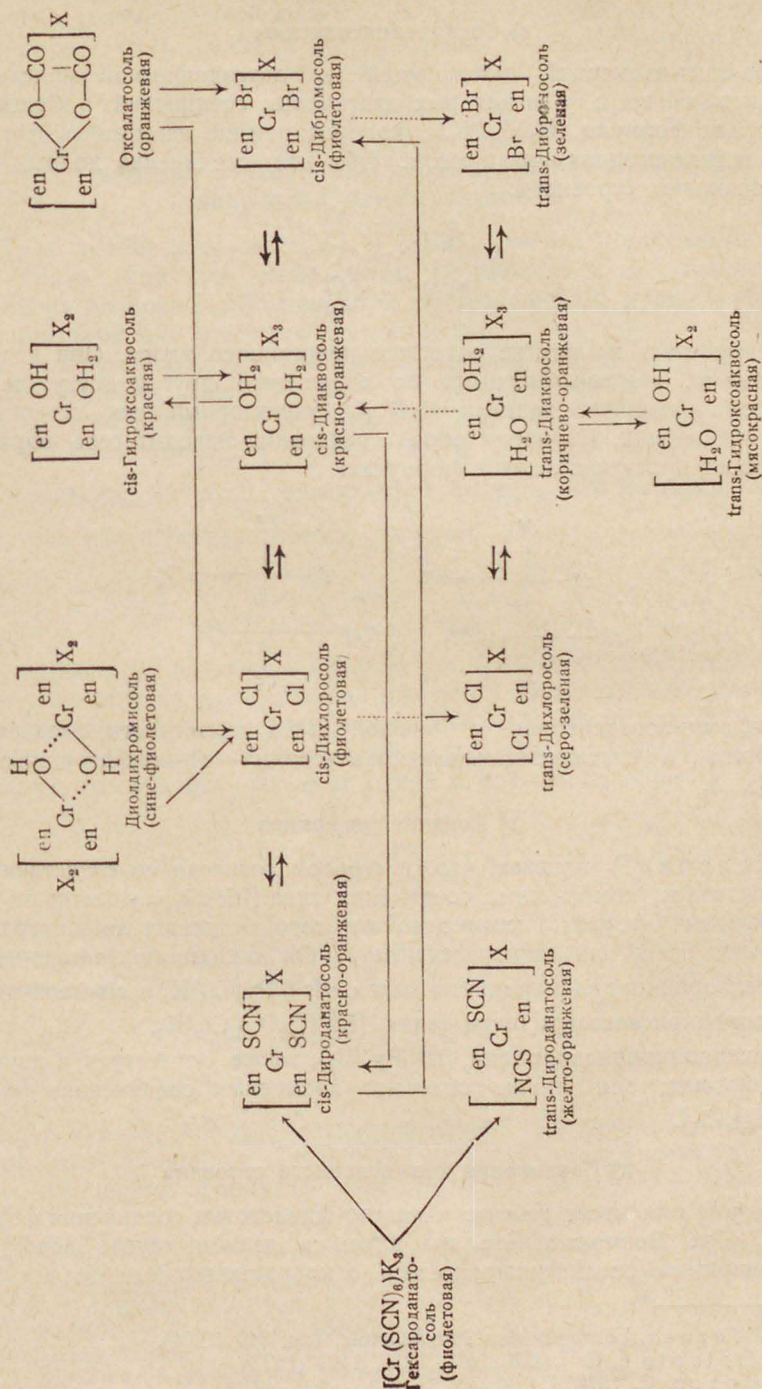 [Cr (SCN)₆)K₃
Гексароданато-
соль
(фиолетовая)
X₂ [en en Cr O H O H Cr en en] X₂
Диолдихромисоль
(сине-фиолетовая)
[en OH
Cr
en OH₂] X₂
cis-Гидроксоаквосоль
(красная)
[en O—CO
Cr |
en O—CO] X
Оксалатосоль
(оранжевая)
[en SCN
Cr
en SCN] X
cis-Дироданатосоль
(красно-оранжевая)
⇄
[en Cl
Cr
en Cl] X
cis-Дихлоросоль
(фиолетовая)
⇄
[en OH₂
Cr
en OH₂] X₃
cis-Диаквосоль
(красно-оранжевая)
⇄
[en Br
Cr
en Br] X
cis-Дибромосоль
(фиолетовая)
[en SCN
Cr
NCS en] X
trans-Дироданатосоль
(желто-оранжевая)
[en Cl
Cr
Cl en] X
trans-Дихлоросоль
(серо-зеленая)
⇄
[en OH₂
Cr
H₂O en] X₃
trans-Диаквосоль
(коричнево-оранжевая)
⇄
[en Br
Cr
Br en] X
trans-Дибромосоль
(зеленая)
[en OH
Cr
H₂O en] X₂
trans-Гидроксоаквосоль
(мясокрасная)